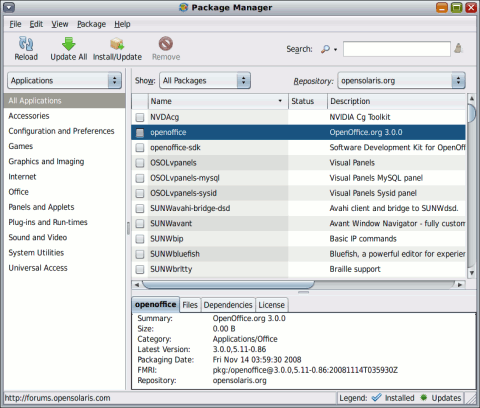 Package Manager
File Edit View Package Help
Reload Update All Install/Update Remove Search:
Applications Show: All Packages Repository: opensolaris.org
All Applications
Accessories
Configuration and Preferences
Games
Graphics and Imaging
Internet
Office
Panels and Applets
Plug-ins and Run-times
Sound and Video
System Utilities
Universal Access
Name Status Description
NVDAcg NVIDIA Cg Toolkit
openoffice OpenOffice.org 3.0.0
openoffice-sdk Software Development Kit for OpenOff
OSOLvpanels Visual Panels
OSOLvpanels-mysql Visual Panels MySQL panel
OSOLvpanels-sysid Visual Panels Sysid panel
SUNWavahi-bridge-dsd Avahi client and bridge to SUNWdsd.
SUNWavant Avant Window Navigator - fully custom
SUNWbip Basic IP commands
SUNWbluefish Bluefish, a powerful editor for experien
SUNWbritty Braille support
openoffice Files Dependencies License
Summary: OpenOffice.org 3.0.0
Size: 0.00 B
Category: Applications/Office
Latest Version: 3.0.0,5.11-0.86
Packaging Date: Fri Nov 14 03:59:30 2008
FMRI: pkg:/openoffice@3.0.0,5.11-0.86:20081114T035930Z
Repository: opensolaris.org
http://forums.opensolaris.com Legend: Installed Updates